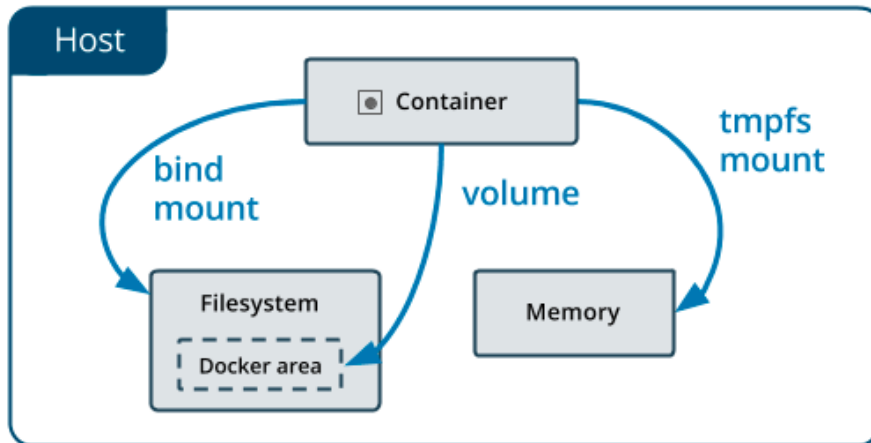 Host
Container
bind
mount
volume
tmpfs
mount
Filesystem
Docker area
Memory